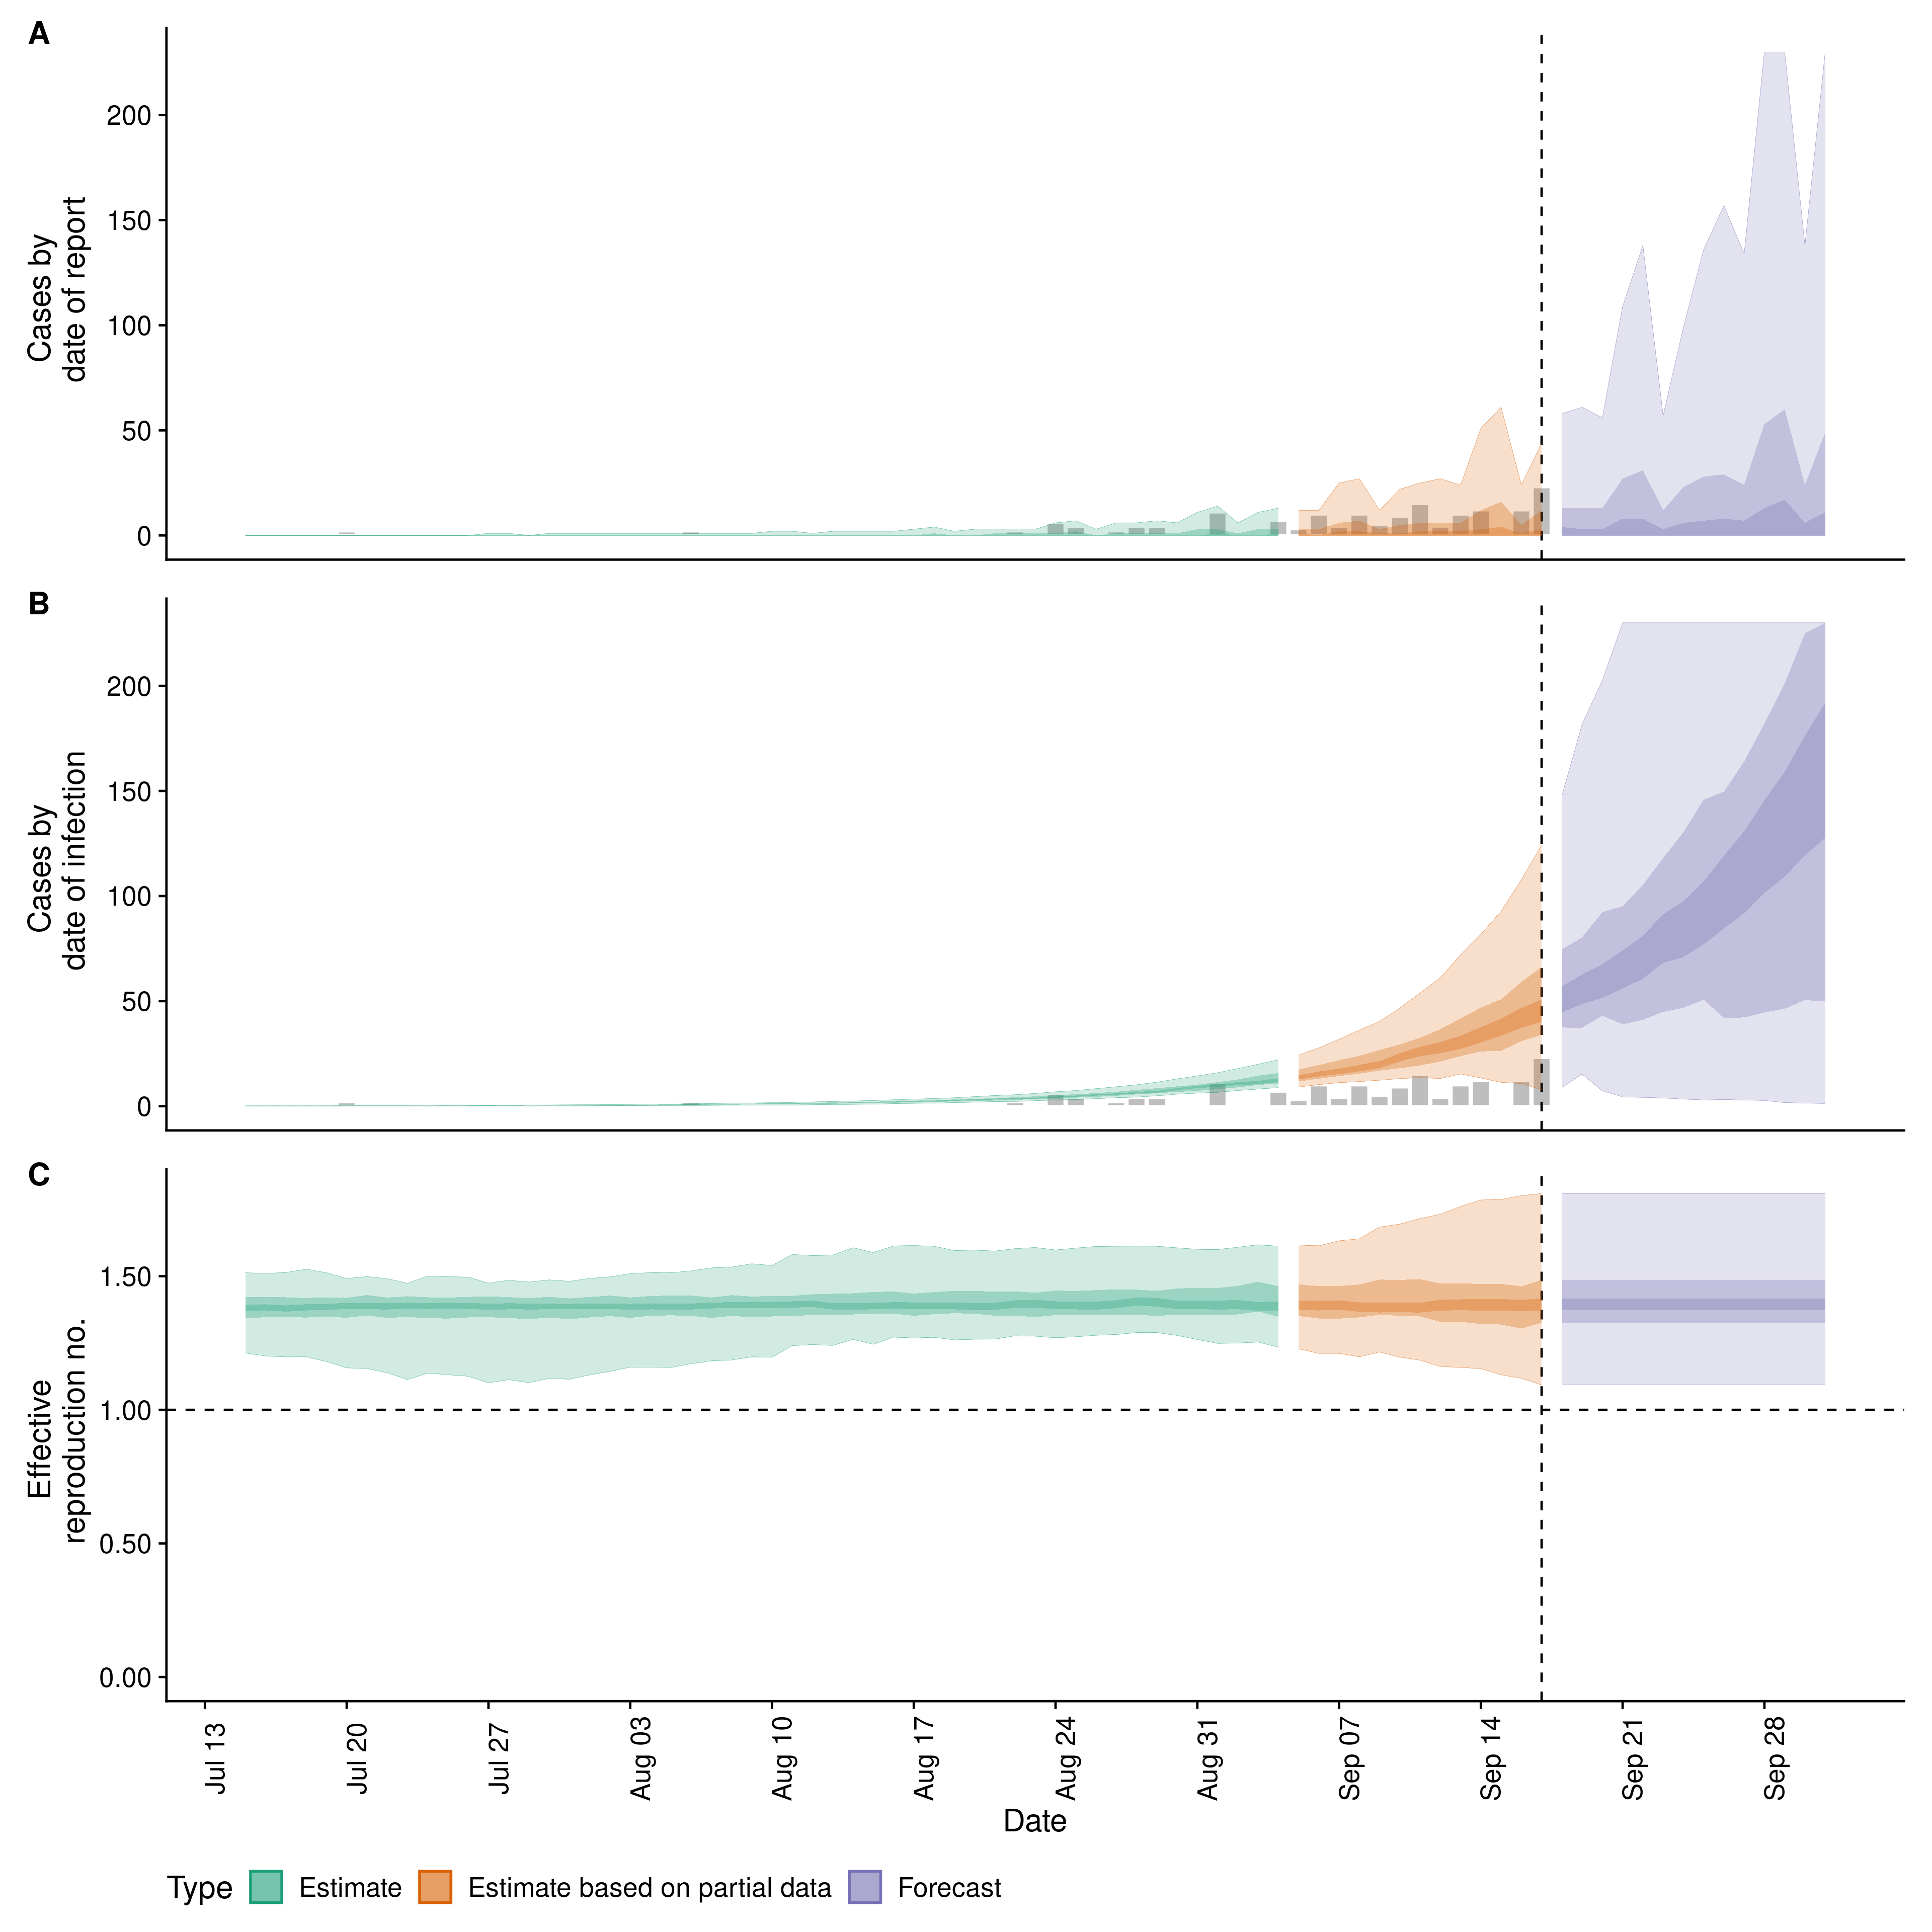 A
Cases by
date of report
200
150
100
50
0
B
Cases by
date of infection
200
150
100
50
0
C
Effective
reproduction no.
1.50
1.00
0.50
0.00
Jul 13
Jul 20
Jul 27
Aug 03
Aug 10
Aug 17
Aug 24
Aug 31
Sep 07
Sep 14
Sep 21
Sep 28
Date
Type Estimate Estimate based on partial data Forecast